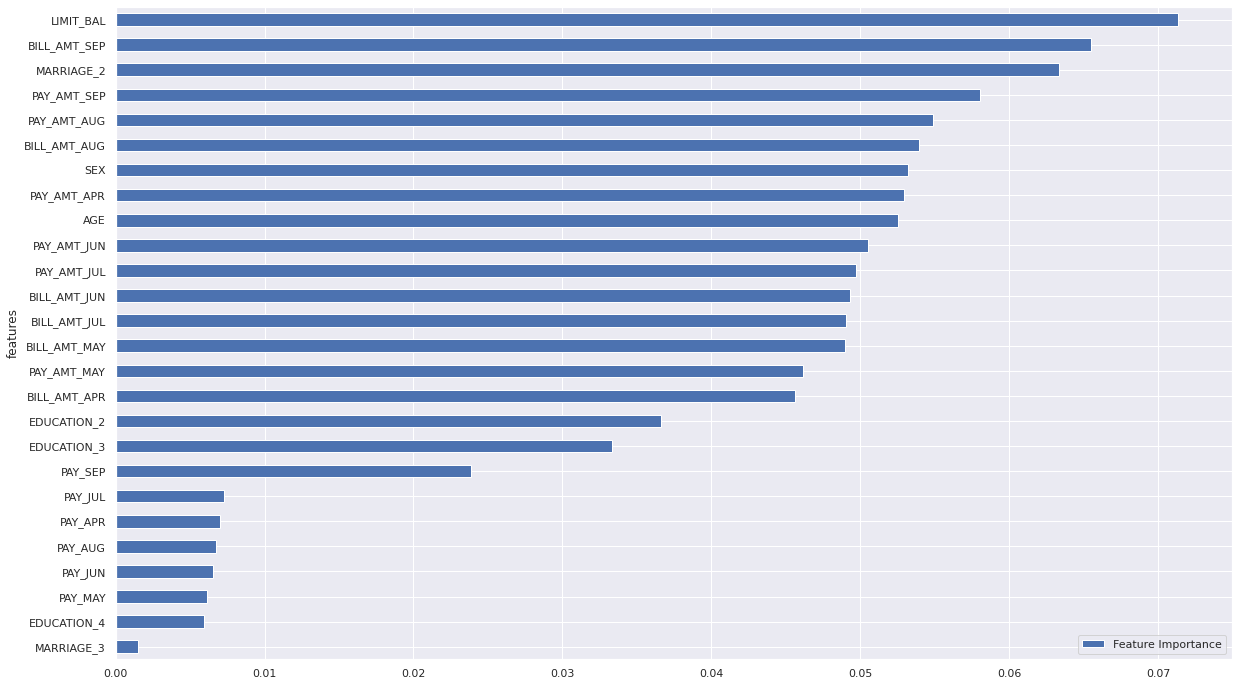 LIMIT_BAL
BILL_AMT_SEP
MARRIAGE_2
PAY_AMT_SEP
PAY_AMT_AUG
BILL_AMT_AUG
SEX
PAY_AMT_APR
AGE
PAY_AMT_JUN
PAY_AMT_JUL
BILL_AMT_JUN
BILL_AMT_JUL
BILL_AMT_MAY
PAY_AMT_MAY
BILL_AMT_APR
EDUCATION_2
EDUCATION_3
PAY_SEP
PAY_JUL
PAY_APR
PAY_AUG
PAY_JUN
PAY_MAY
EDUCATION_4
MARRIAGE_3
features
Feature Importance
0.00 0.01 0.02 0.03 0.04 0.05 0.06 0.07